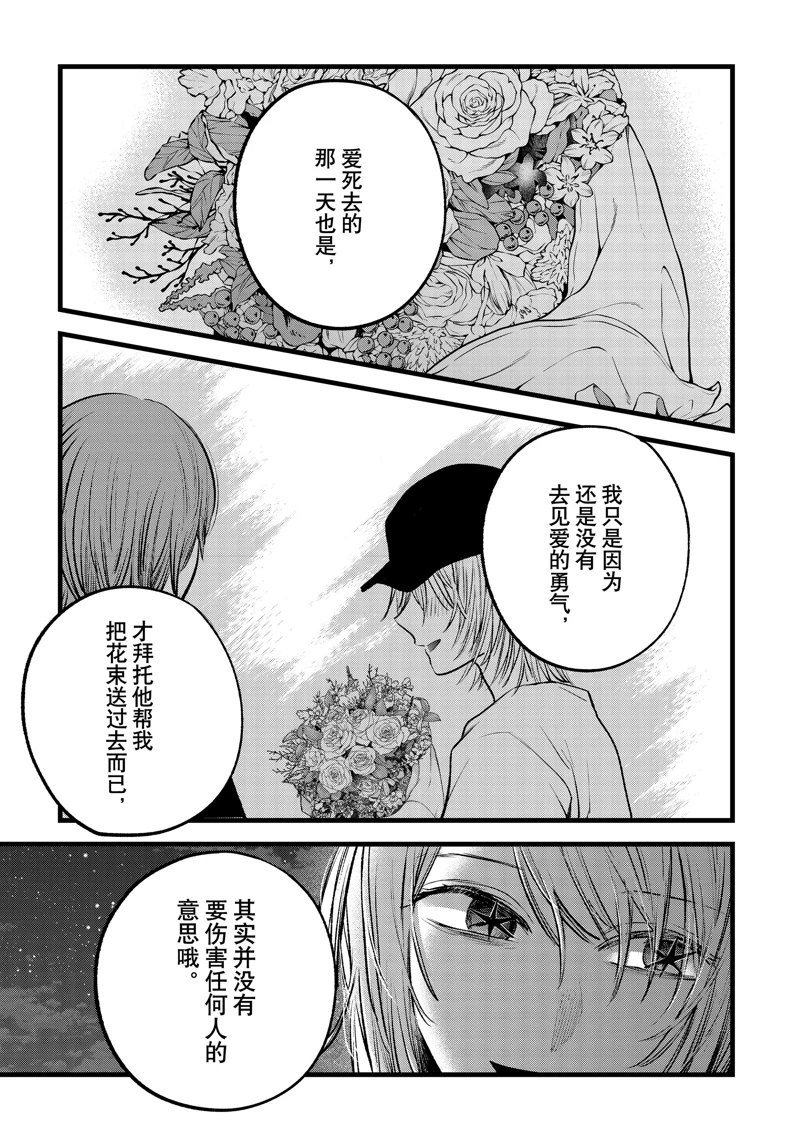 爱死去的
那一天也是，
我只是因为
还是没有
去见爱的勇气，
才拜托他帮我
把花束送过去而已，
其实并没有
要伤害任何人的
意思哦。